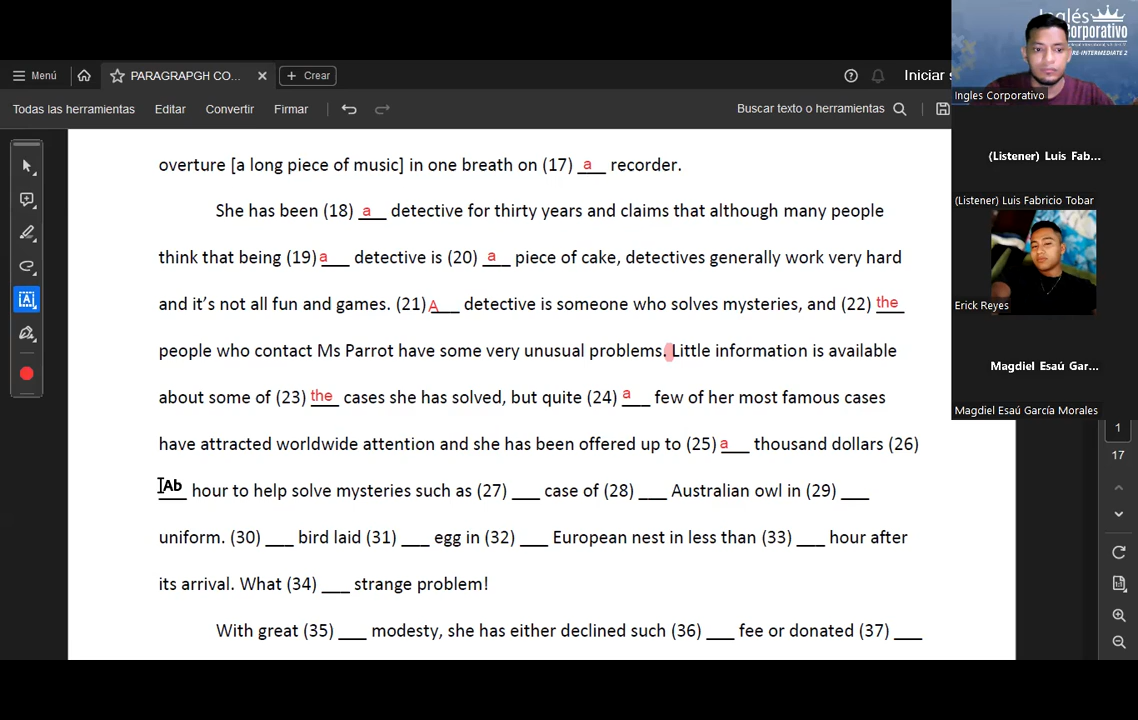 Menú
PARAGRAPGH CO...
Crear
Iniciar s
Todas las herramientas
Editar
Convertir
Firmar
Buscar texto o herramientas
overture [a long piece of music] in one breath on (17) a recorder.
She has been (18) a detective for thirty years and claims that although many people
think that being (19) a detective is (20) a piece of cake, detectives generally work very hard
and it's not all fun and games. (21) A detective is someone who solves mysteries, and (22) the
people who contact Ms Parrot have some very unusual problems. Little information is available
about some of (23) the cases she has solved, but quite (24) a few of her most famous cases
have attracted worldwide attention and she has been offered up to (25) a thousand dollars (26)
Ab ___ hour to help solve mysteries such as (27) ___ case of (28) ___ Australian owl in (29) ___
uniform. (30) ___ bird laid (31) ___ egg in (32) ___ European nest in less than (33) ___ hour after
its arrival. What (34) ___ strange problem!
With great (35) ___ modesty, she has either declined such (36) ___ fee or donated (37) ___
1
17
Inglés
Corporativo
RE-INTERMEDIATE 2
Ingles Corporativo
(Listener) Luis Fab...
(Listener) Luis Fabricio Tobar
Erick Reyes
Magdiel Esaú Gar...
Magdiel Esaú García Morales